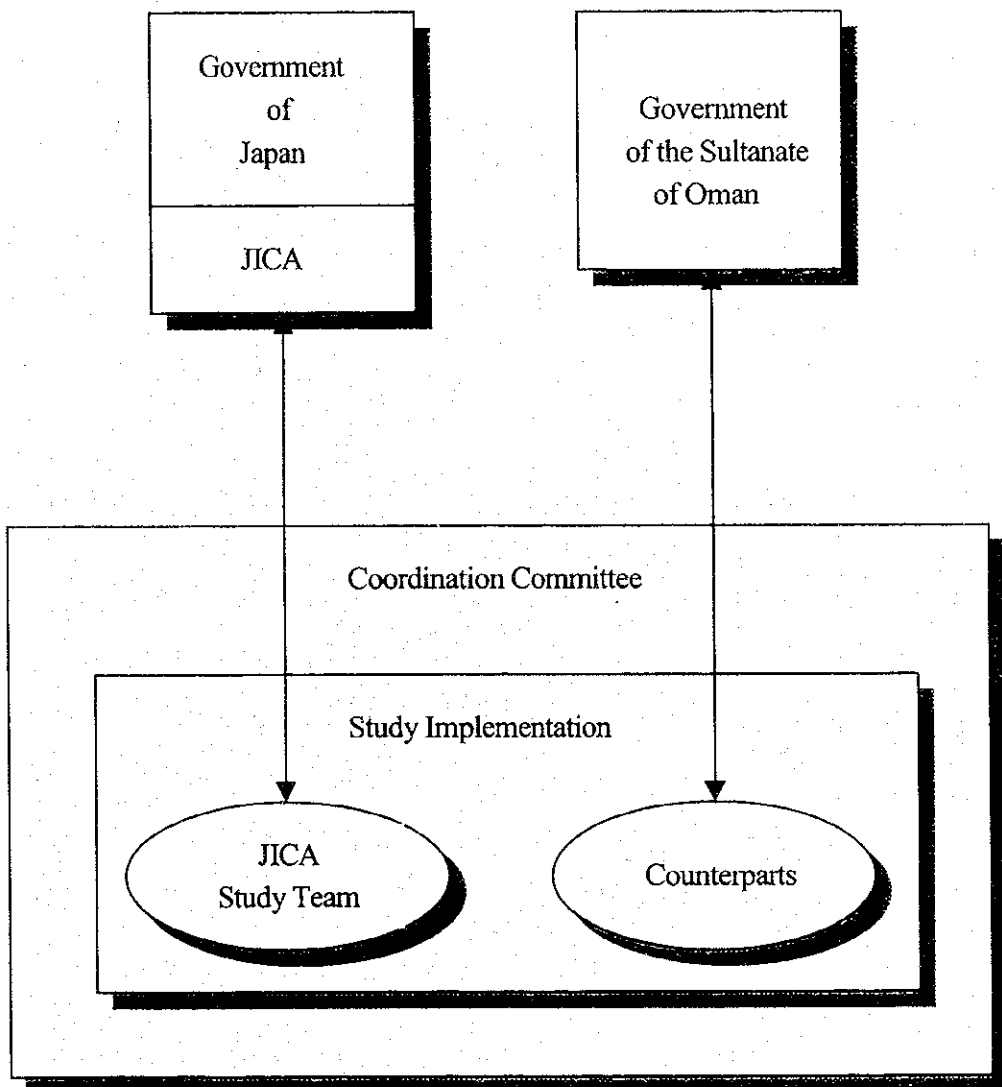 Government
of
Japan
JICA
Government
of the Sultanate
of Oman
Coordination Committee
Study Implementation
JICA
Study Team
Counterparts